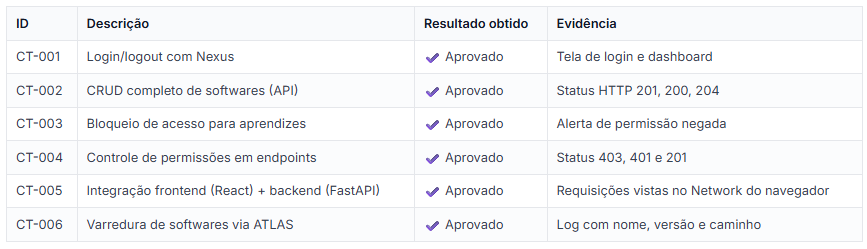 ID Descrição Resultado obtido Evidência
CT-001 Login/logout com Nexus ✔ Aprovado Tela de login e dashboard
CT-002 CRUD completo de softwares (API) ✔ Aprovado Status HTTP 201, 200, 204
CT-003 Bloqueio de acesso para aprendizes ✔ Aprovado Alerta de permissão negada
CT-004 Controle de permissões em endpoints ✔ Aprovado Status 403, 401 e 201
CT-005 Integração frontend (React) + backend (FastAPI) ✔ Aprovado Requisições vistas no Network do navegador
CT-006 Varredura de softwares via ATLAS ✔ Aprovado Log com nome, versão e caminho